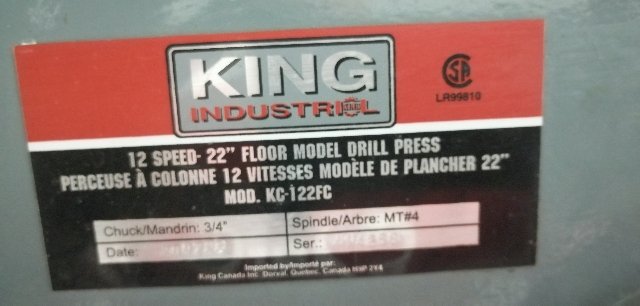 KING
INDUSTRIAL
LR99810
12 SPEED- 22" FLOOR MODEL DRILL PRESS
PERCEUSE À COLONNE 12 VITESSES MODÈLE DE PLANCHER 22"
MOD. KC-122FC
Chuck/Mandrin: 3/4" Spindle/Arbre: MT#4
Date: Ser.:
Imported by/Importé par:
King Canada Inc. Dorval, Quebec, Canada H9P 2Y4